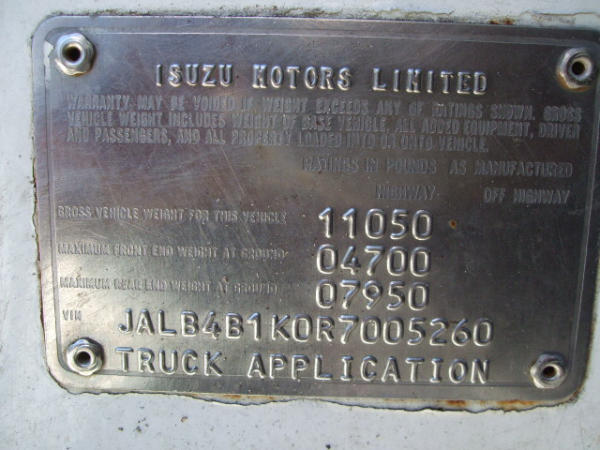 ISUZU MOTORS LIMITED
WARRANTY MAY BE VOIDED IF WEIGHT EXCEEDS ANY OF RATINGS SHOWN. GROSS
VEHICLE WEIGHT INCLUDES WEIGHT OF BASE VEHICLE, ALL ADDED EQUIPMENT, DRIVER
AND PASSENGERS, AND ALL PROPERLY LOADED INTO OR ONTO VEHICLE.
RATINGS IN POUNDS AS MANUFACTURED
HIGHWAY OFF HIGHWAY
GROSS VEHICLE WEIGHT FOR THIS VEHICLE 11050
MAXIMUM FRONT END WEIGHT AT GROUND 04700
MAXIMUM REAR END WEIGHT AT GROUND 07950
VIN
JALB4B1K0R7005260
TRUCK APPLICATION